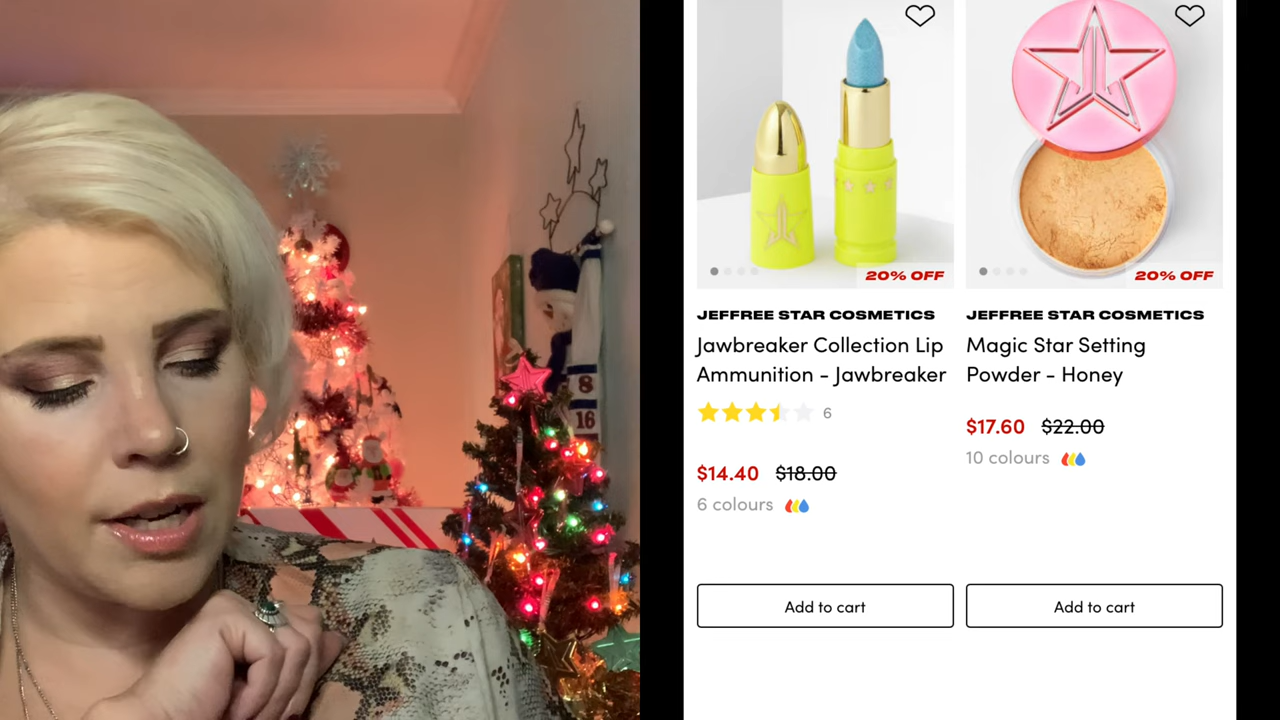 8
16
20% OFF
JEFFREE STAR COSMETICS
Jawbreaker Collection Lip
Ammunition - Jawbreaker
6
$14.40 $18.00
6 colours
Add to cart
20% OFF
JEFFREE STAR COSMETICS
Magic Star Setting
Powder - Honey
$17.60 $22.00
10 colours
Add to cart